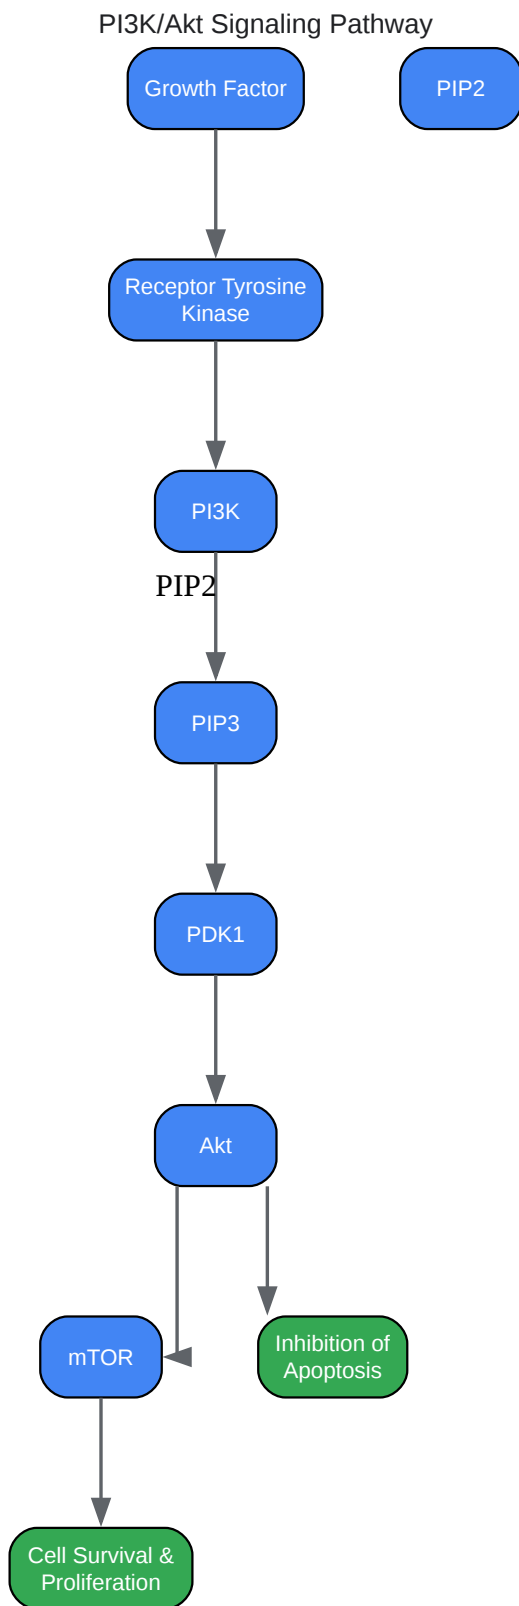 PI3K/Akt Signaling Pathway
Growth Factor
PIP2
Receptor Tyrosine
Kinase
PI3K
PIP2
PIP3
PDK1
Akt
mTOR
Inhibition of
Apoptosis
Cell Survival &
Proliferation